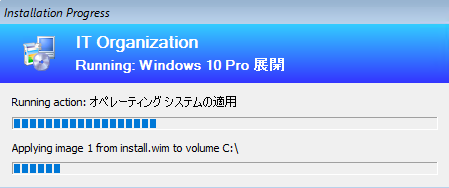 Installation Progress
IT Organization
Running: Windows 10 Pro 展開
Running action: オペレーティング システムの適用
Applying image 1 from install.wim to volume C:\